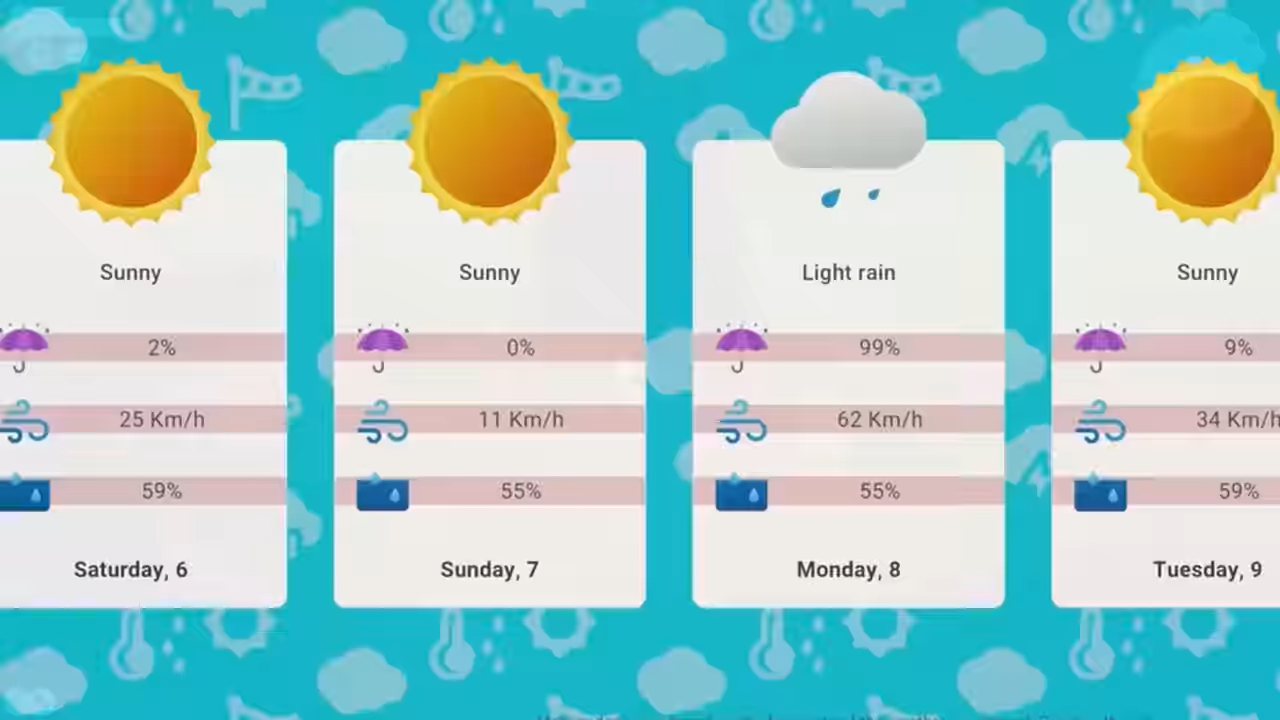 Sunny
2%
25 Km/h
59%
Saturday, 6
Sunny
0%
11 Km/h
55%
Sunday, 7
Light rain
99%
62 Km/h
55%
Monday, 8
Sunny
9%
34 Km/h
59%
Tuesday, 9